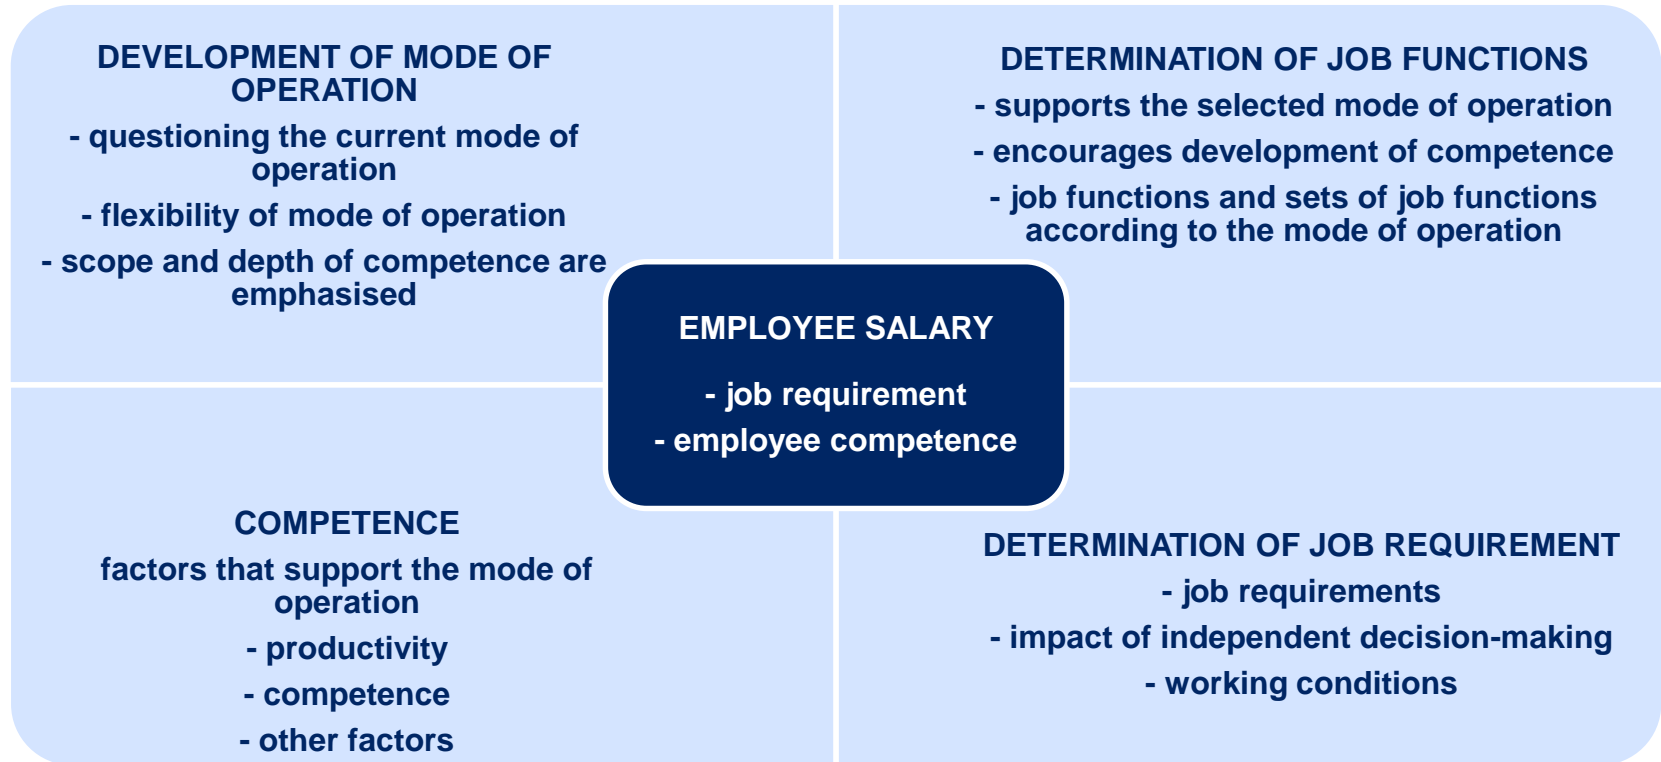 DEVELOPMENT OF MODE OF
OPERATION
- questioning the current mode of
operation
- flexibility of mode of operation
- scope and depth of competence are
emphasised
DETERMINATION OF JOB FUNCTIONS
- supports the selected mode of operation
- encourages development of competence
- job functions and sets of job functions
according to the mode of operation
EMPLOYEE SALARY
- job requirement
- employee competence
COMPETENCE
factors that support the mode of
operation
- productivity
- competence
- other factors
DETERMINATION OF JOB REQUIREMENT
- job requirements
- impact of independent decision-making
- working conditions